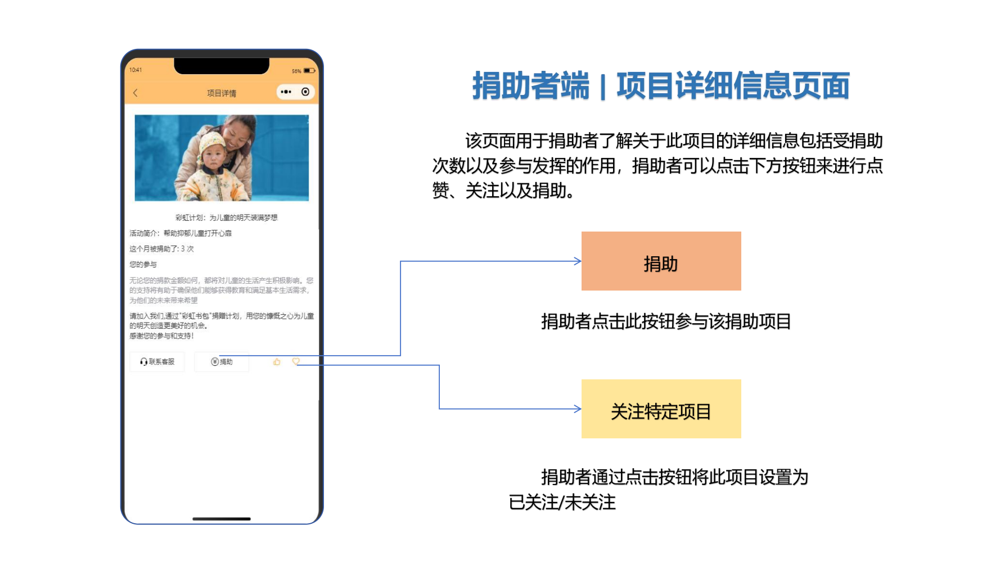 10:41
56%
项目详情
彩虹计划：为儿童的明天装满梦想
活动简介：帮助抑郁儿童打开心扉
这个月被捐助了: 3 次
您的参与
无论您的捐款金额如何，都将对儿童的生活产生积极影响。您
的支持将有助于确保他们能够获得教育和满足基本生活需求，
为他们的未来带来希望
请加入我们,通过"彩虹书包"捐赠计划，用您的慷慨之心为儿童
的明天创造更美好的机会。
感谢您的参与和支持！
联系客服
捐助
捐助者端 | 项目详细信息页面
该页面用于捐助者了解关于此项目的详细信息包括受捐助
次数以及参与发挥的作用，捐助者可以点击下方按钮来进行点
赞、关注以及捐助。
捐助
捐助者点击此按钮参与该捐助项目
关注特定项目
捐助者通过点击按钮将此项目设置为
已关注/未关注